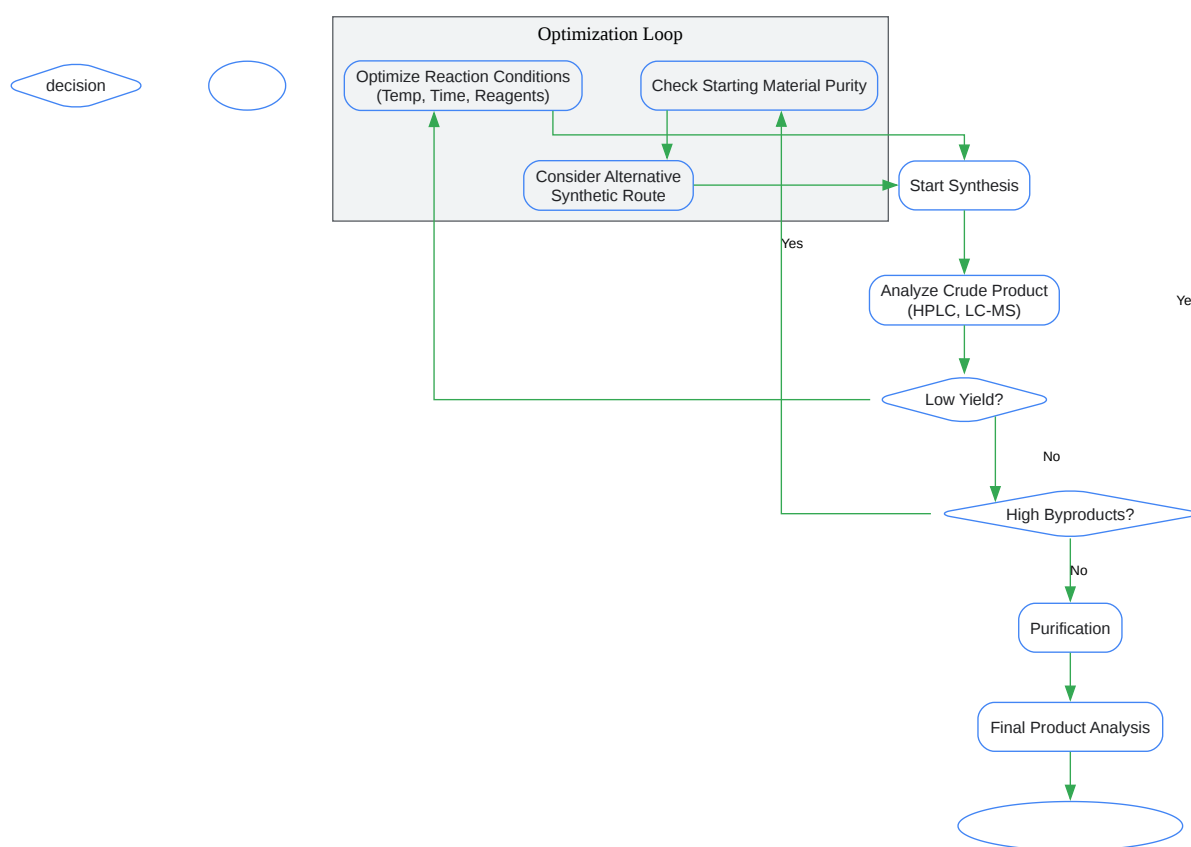 Optimization Loop
decision
Optimize Reaction Conditions
(Temp, Time, Reagents)
Check Starting Material Purity
Consider Alternative
Synthetic Route
Start Synthesis
Yes
Analyze Crude Product
(HPLC, LC-MS)
Ye
Low Yield?
No
High Byproducts?
No
Purification
Final Product Analysis